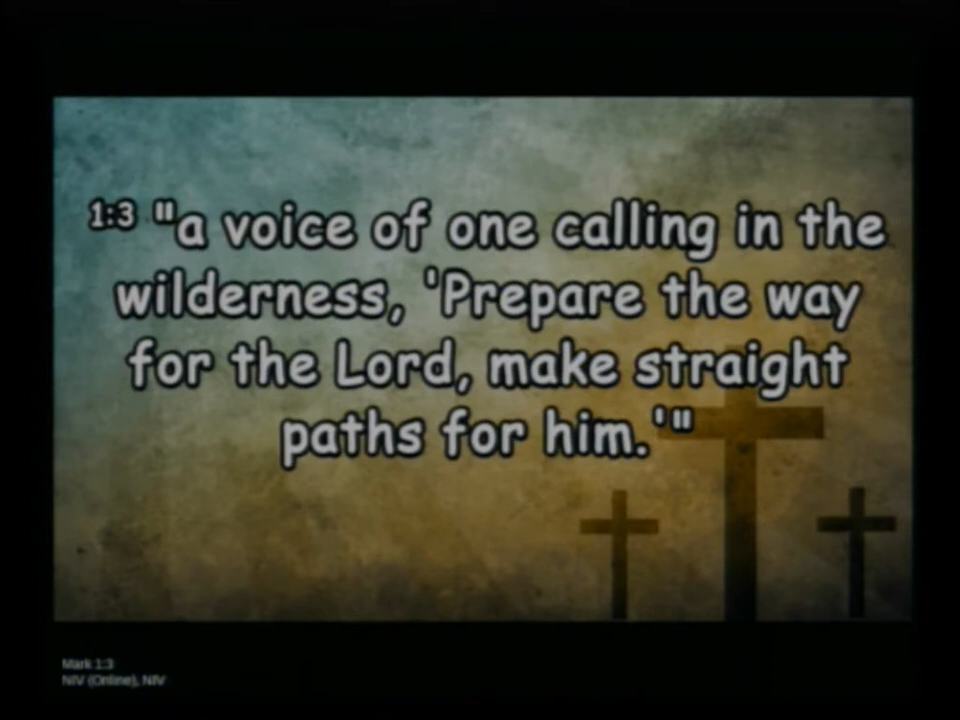 1:3 "a voice of one calling in the
wilderness, 'Prepare the way
for the Lord, make straight
paths for him.'"
Mark 1:3
NIV (Online), NIV